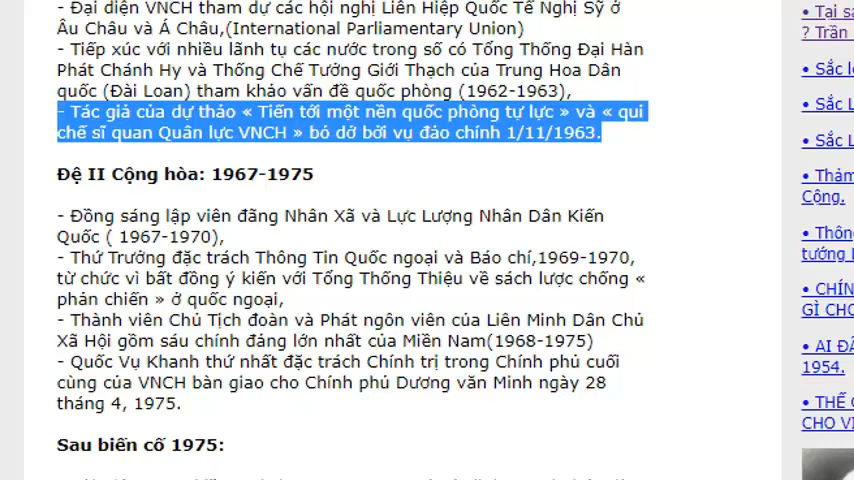 - Đại diện VNCH tham dự các hội nghị Liên Hiệp Quốc Tế Nghị Sỹ ở
Âu Châu và Á Châu,(International Parliamentary Union)
- Tiếp xúc với nhiều lãnh tụ các nước trong số có Tổng Thống Đại Hàn
Phát Chánh Hy và Thống Chế Tưởng Giới Thạch của Trung Hoa Dân
quốc (Đài Loan) tham khảo vấn đề quốc phòng (1962-1963),
- Tác giả của dự thảo « Tiến tới một nền quốc phòng tự lực » và « qui
chế sĩ quan Quân lực VNCH » bỏ dở bởi vụ đảo chính 1/11/1963.
Đệ II Cộng hòa: 1967-1975
- Đồng sáng lập viên đãng Nhân Xã và Lực Lượng Nhân Dân Kiến
Quốc ( 1967-1970),
- Thứ Trưởng đặc trách Thông Tin Quốc ngoại và Báo chí,1969-1970,
từ chức vì bất đồng ý kiến với Tổng Thống Thiệu về sách lược chống «
phản chiến » ở quốc ngoại,
- Thành viên Chủ Tịch đoàn và Phát ngôn viên của Liên Minh Dân Chủ
Xã Hội gồm sáu chính đảng lớn nhất của Miền Nam(1968-1975)
- Quốc Vụ Khanh thứ nhất đặc trách Chính trị trong Chính phủ cuối
cùng của VNCH bàn giao cho Chính phủ Dương văn Minh ngày 28
tháng 4, 1975.
Sau biến cố 1975:
• Tại
? Trần
• Sắc
• Sắc
• Sắc
• Thảm
Cộng.
• Thông
tướng
• CHÍN
GÌ CHO
• AI
1954.
• THẾ
CHO